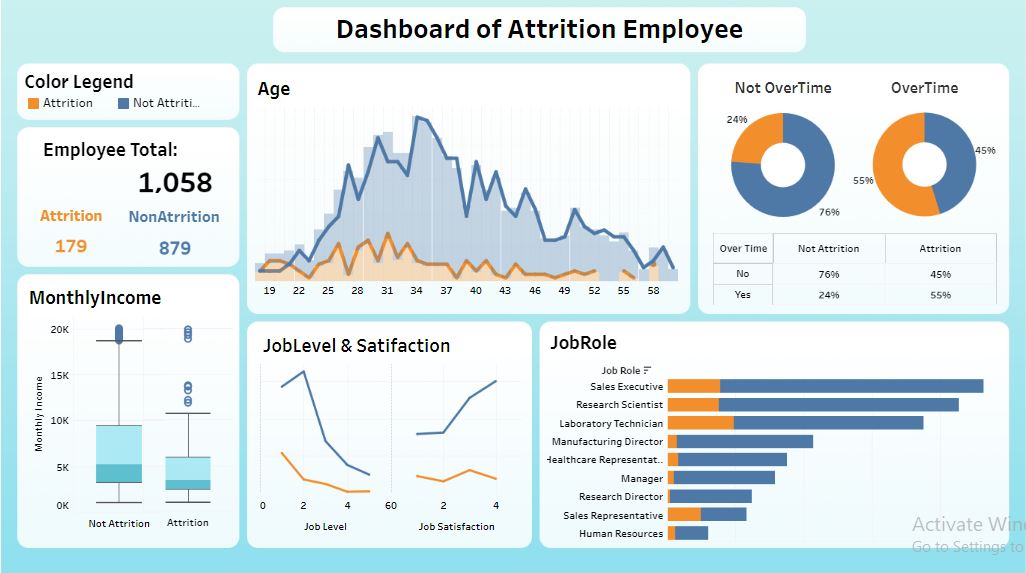 Dashboard of Attrition Employee
Color Legend
Attrition
Not Attriti...
Employee Total:
1,058
Attrition NonAtrrition
179 879
MonthlyIncome
20K
15K
10K
5K
0K
Monthly Income
Not Attrition Attrition
Age
19 22 25 28 31 34 37 40 43 46 49 52 55 58
Not OverTime OverTime
24%
76%
45%
55%
Over Time Not Attrition Attrition
No 76% 45%
Yes 24% 55%
JobLevel & Satifaction
0 2 4 6
Job Level
0 2 4
Job Satisfaction
JobRole
Job Role
Sales Executive
Research Scientist
Laboratory Technician
Manufacturing Director
Healthcare Representat..
Manager
Research Director
Sales Representative
Human Resources
Activate Win
Go to Settings to